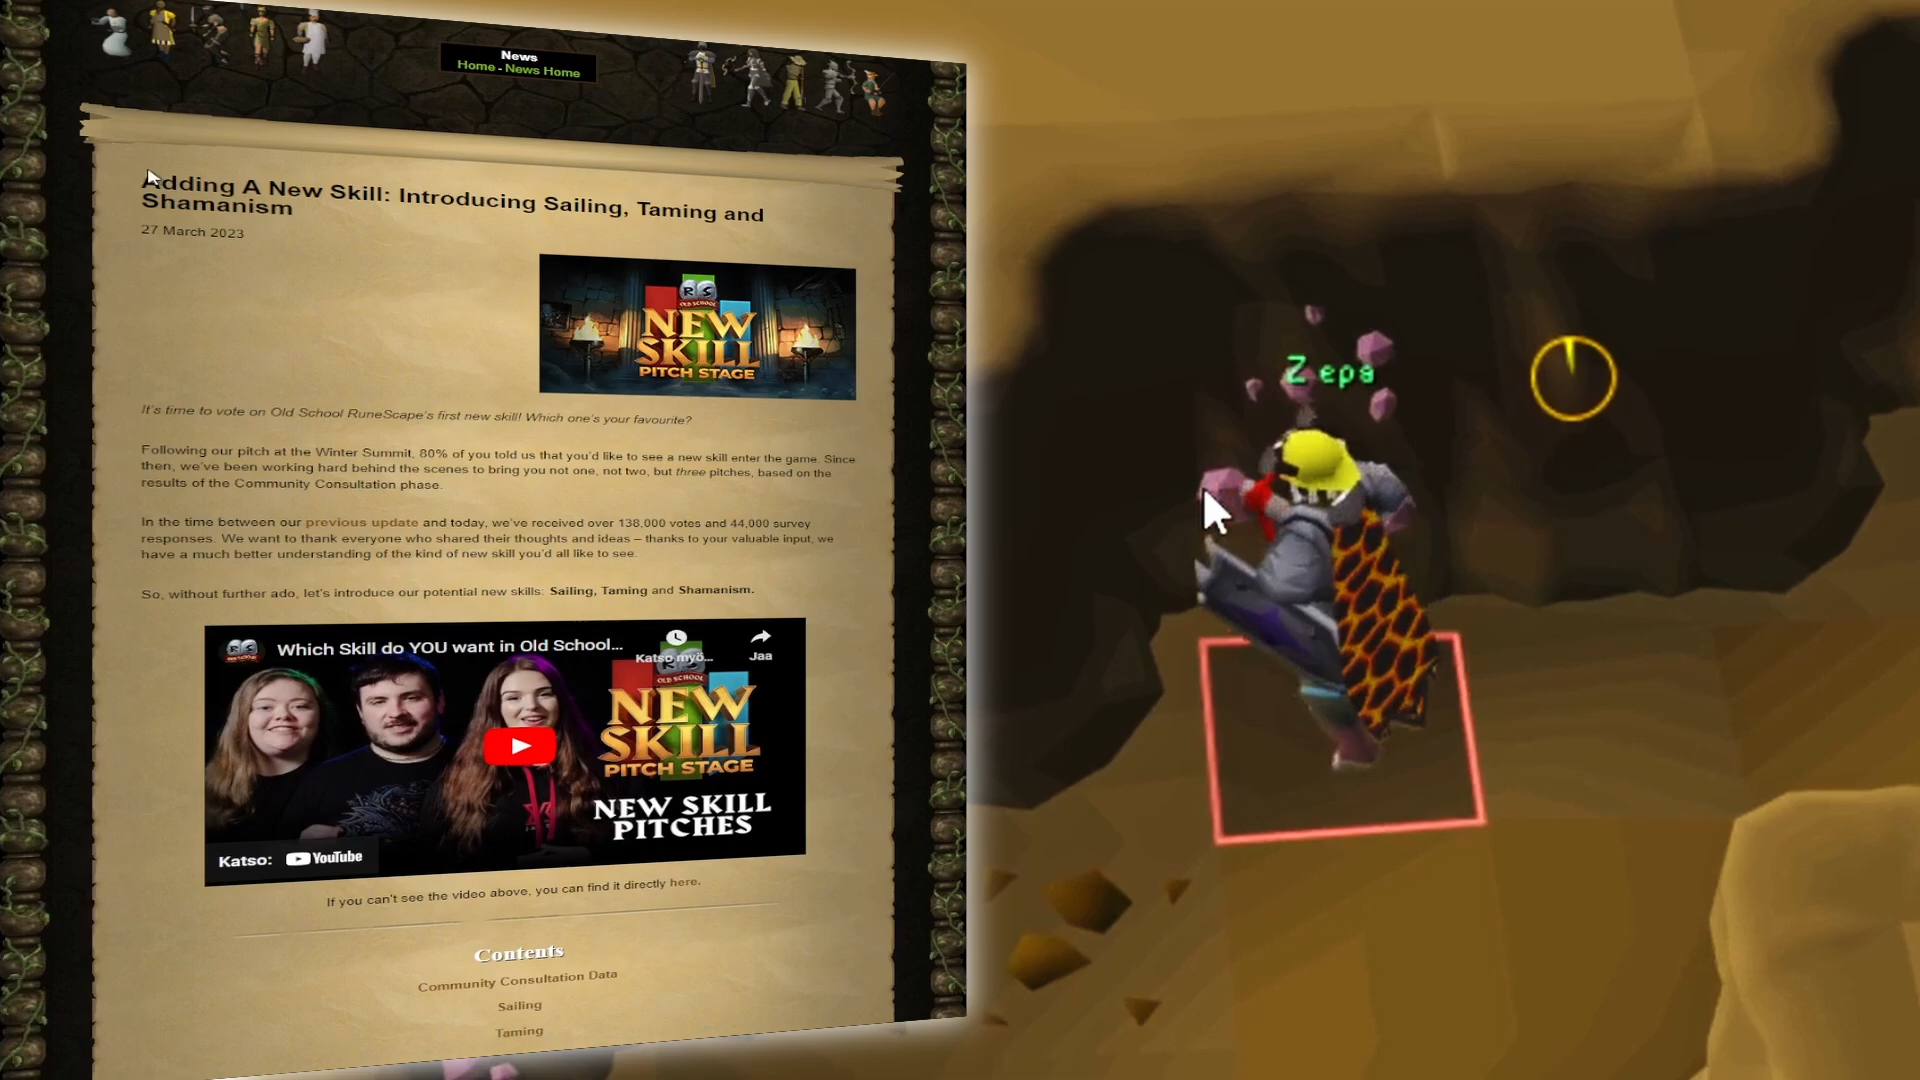 News
Home - News Home
Adding A New Skill: Introducing Sailing, Taming and
Shamanism
27 March 2023
RS
OLD SCHOOL
NEW
SKILL
PITCH STAGE
It's time to vote on Old School RuneScape's first new skill! Which one's your favourite?
Following our pitch at the Winter Summit, 80% of you told us that you'd like to see a new skill enter the game. Since
then, we've been working hard behind the scenes to bring you not one, not two, but three pitches, based on the
results of the Community Consultation phase.
In the time between our previous update and today, we've received over 138,000 votes and 44,000 survey
responses. We want to thank everyone who shared their thoughts and ideas – thanks to your valuable input, we
have a much better understanding of the kind of new skill you'd all like to see.
So, without further ado, let's introduce our potential new skills: Sailing, Taming and Shamanism.
Which Skill do YOU want in Old School...
Katso myö...
Jaa
OLD SCHOOL
NEW
SKILL
PITCH STAGE
NEW SKILL
PITCHES
Katso: YouTube
If you can't see the video above, you can find it directly here.
Contents
Community Consultation Data
Sailing
Taming
Z epa